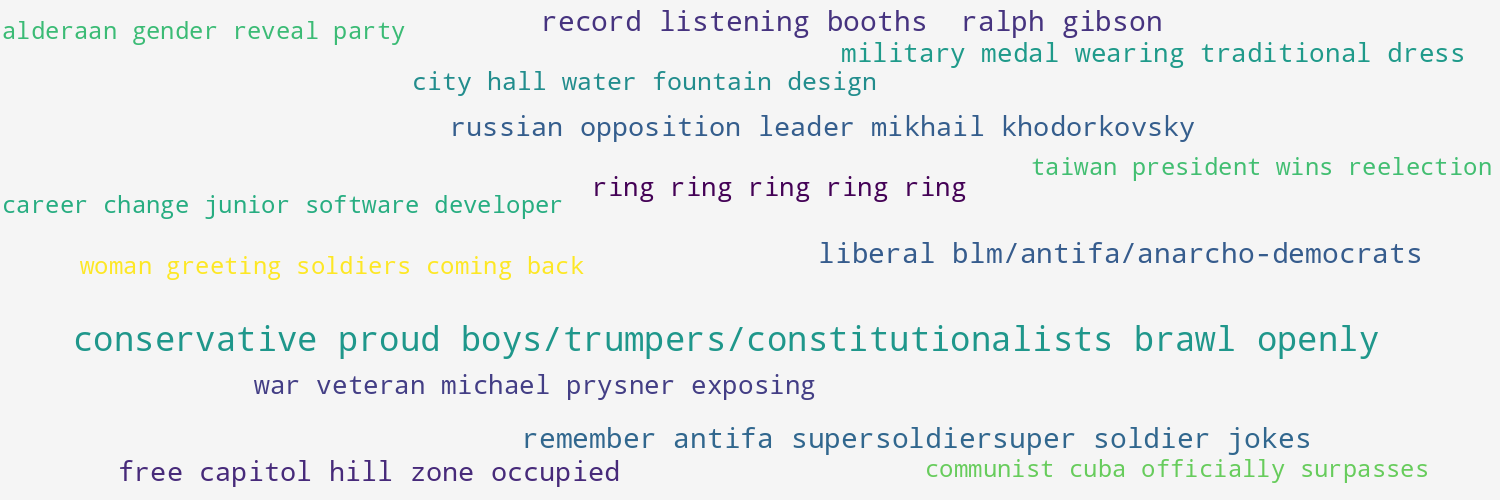 record listening booths ralph gibson
alderaan gender reveal party
military medal wearing traditional dress
city hall water fountain design
russian opposition leader mikhail khodorkovsky
taiwan president wins reelection
ring ring ring ring ring
career change junior software developer
liberal blm/antifa/anarcho-democrats
woman greeting soldiers coming back
conservative proud boys/trumpers/constitutionalists brawl openly
war veteran michael prysner exposing
remember antifa supersoldiersuper soldier jokes
free capitol hill zone occupied
communist cuba officially surpasses